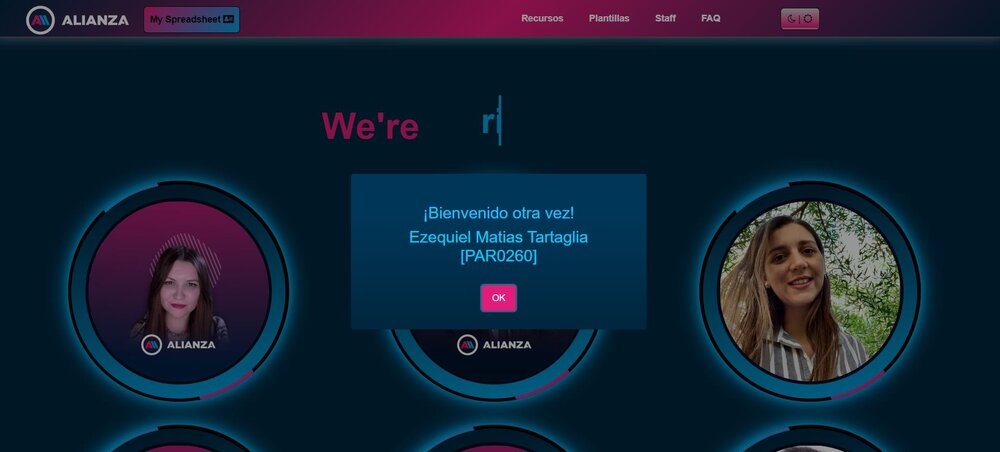 ALIANZA
My Spreadsheet
Recursos
Plantillas
Staff
FAQ
We're ri
¡Bienvenido otra vez!
Ezequiel Matias Tartaglia
[PAR0260]
OK
ALIANZA
ALIANZA